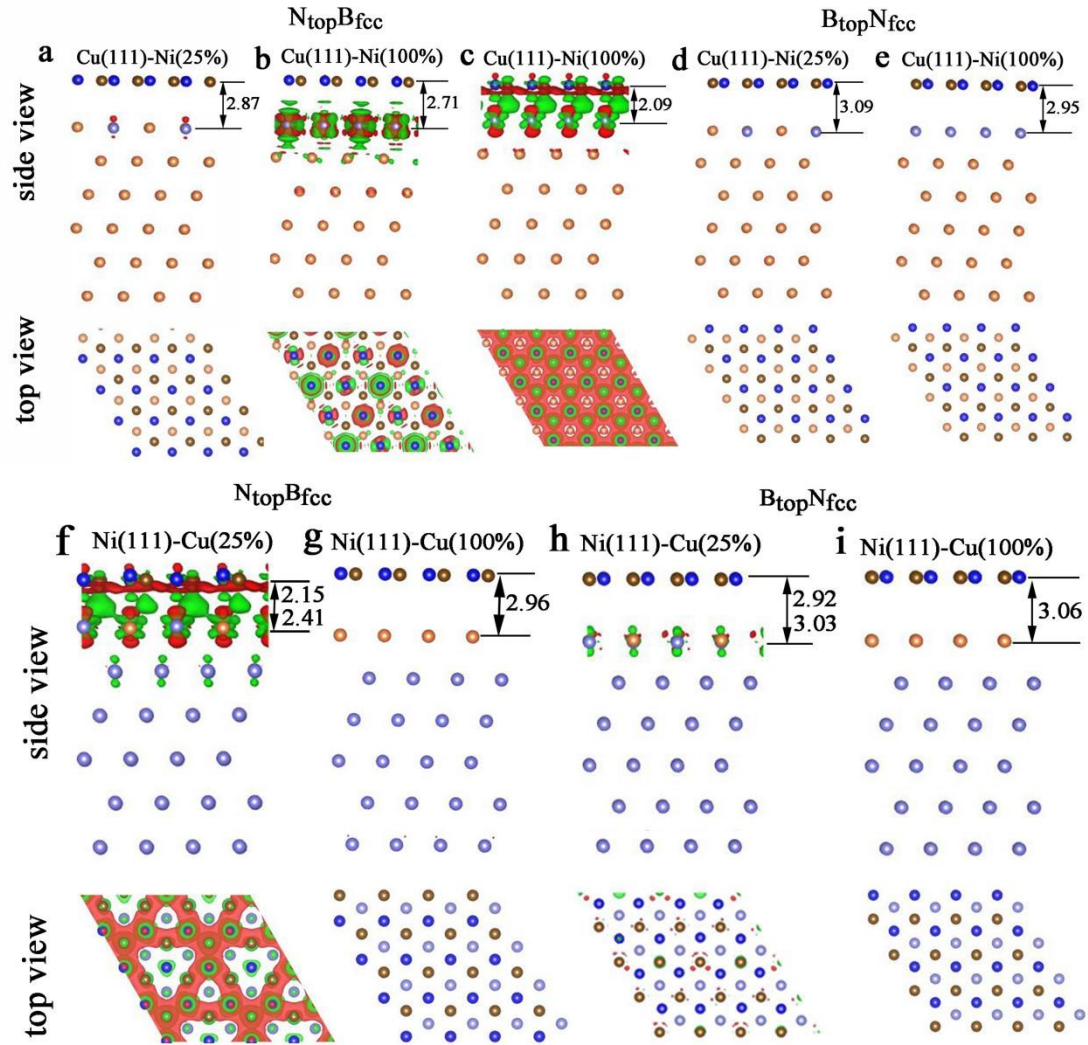 NtopBfcc BtopNfcc
a b c d e
Cu(111)-Ni(25%) Cu(111)-Ni(100%) Cu(111)-Ni(100%) Cu(111)-Ni(25%) Cu(111)-Ni(100%)
side view
2.87 2.71 2.09 3.09 2.95
top view
NtopBfcc BtopNfcc
f g h i
Ni(111)-Cu(25%) Ni(111)-Cu(100%) Ni(111)-Cu(25%) Ni(111)-Cu(100%)
side view
2.15 2.96 2.92 3.06
2.41 3.03
top view